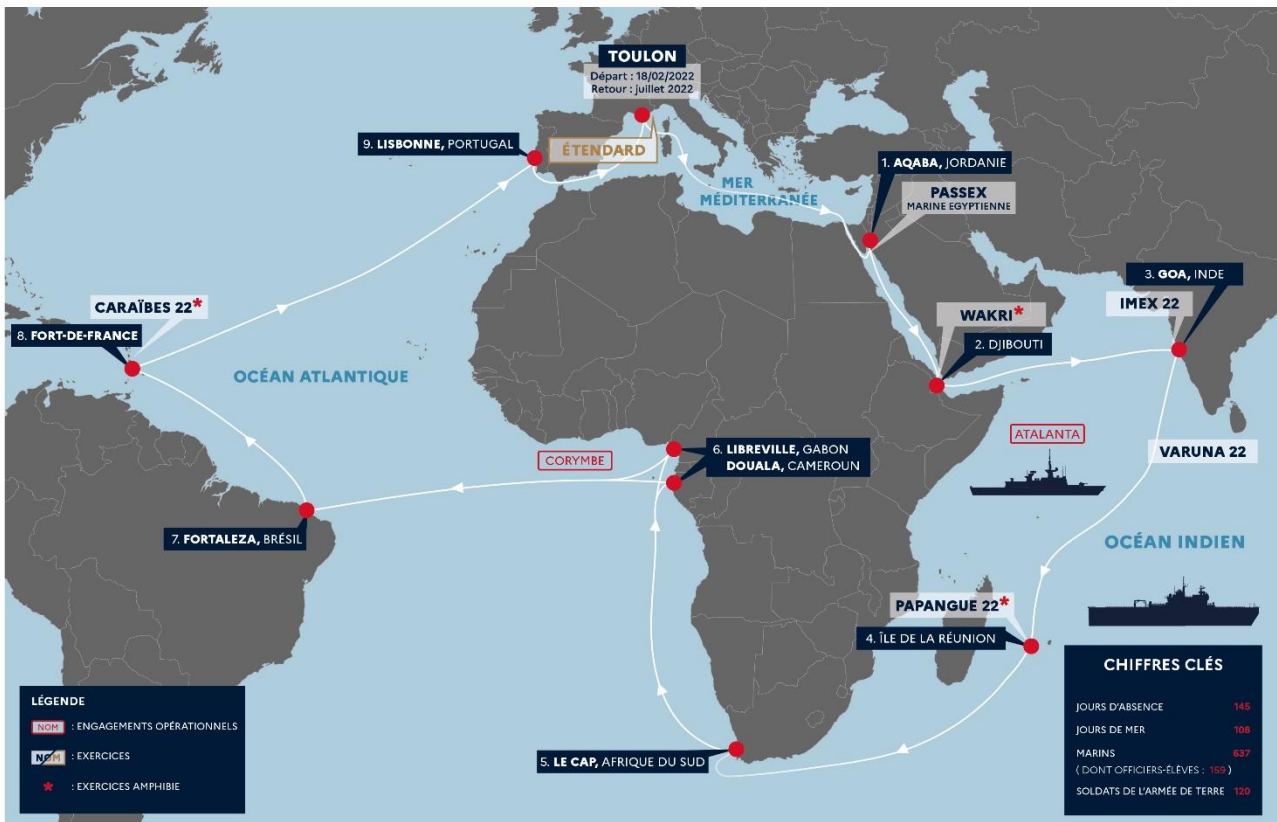 TOULON
Départ : 18/02/2022
Retour : juillet 2022
9. LISBONNE, PORTUGAL
ÉTENDARD
MER
MÉDITERRANÉE
1. AQABA, JORDANIE
PASSEX
MARINE EGYPTIENNE
3. GOA, INDE
IMEX 22
CARAÏBES 22*
8. FORT-DE-FRANCE
WAKRI*
2. DJIBOUTI
OCÉAN ATLANTIQUE
ATALANTA
CORYMBE
6. LIBREVILLE, GABON
DOUALA, CAMEROUN
VARUNA 22
7. FORTALEZA, BRÉSIL
OCÉAN INDIEN
PAPANGUE 22*
4. ÎLE DE LA RÉUNION
5. LE CAP, AFRIQUE DU SUD
LÉGENDE
NOM : ENGAGEMENTS OPÉRATIONNELS
NOM : EXERCICES
* : EXERCICES AMPHIBIE
CHIFFRES CLÉS
JOURS D'ABSENCE 145
JOURS DE MER 108
MARINS 637
( DONT OFFICIERS-ÉLÈVES : 159 )
SOLDATS DE L'ARMÉE DE TERRE 120